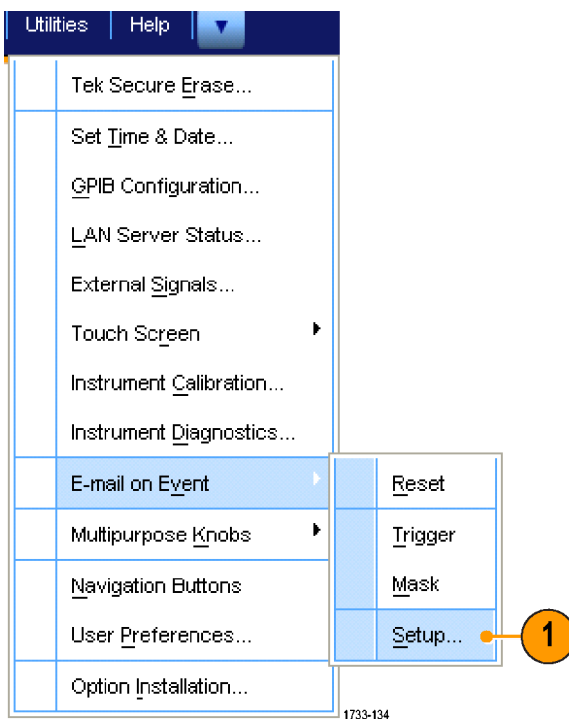 Utilities Help
Tek Secure Erase...
Set Time & Date...
GPIB Configuration...
LAN Server Status...
External Signals...
Touch Screen
Instrument Calibration...
Instrument Diagnostics...
E-mail on Event
Reset
Multipurpose Knobs
Trigger
Navigation Buttons
Mask
User Preferences...
Setup...
1
Option Installation...
1733-134